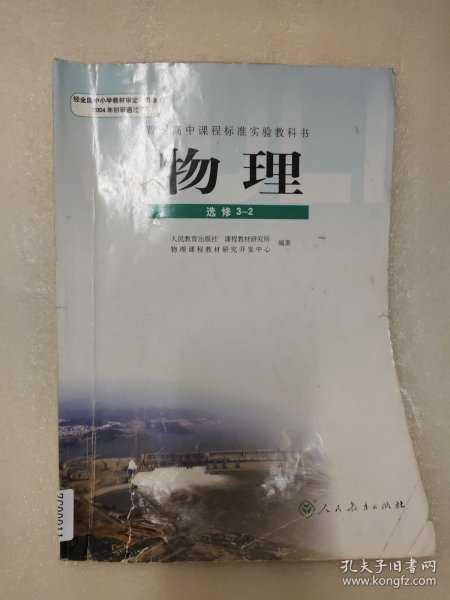 经全国中小学教材审定委员会
2004年初审通过
普通高中课程标准实验教科书
物理
选修 3-2
人民教育出版社 课程教材研究所
物理课程教材研究开发中心
编著
人民教育出版社
孔夫子旧书网
www.kongfz.com